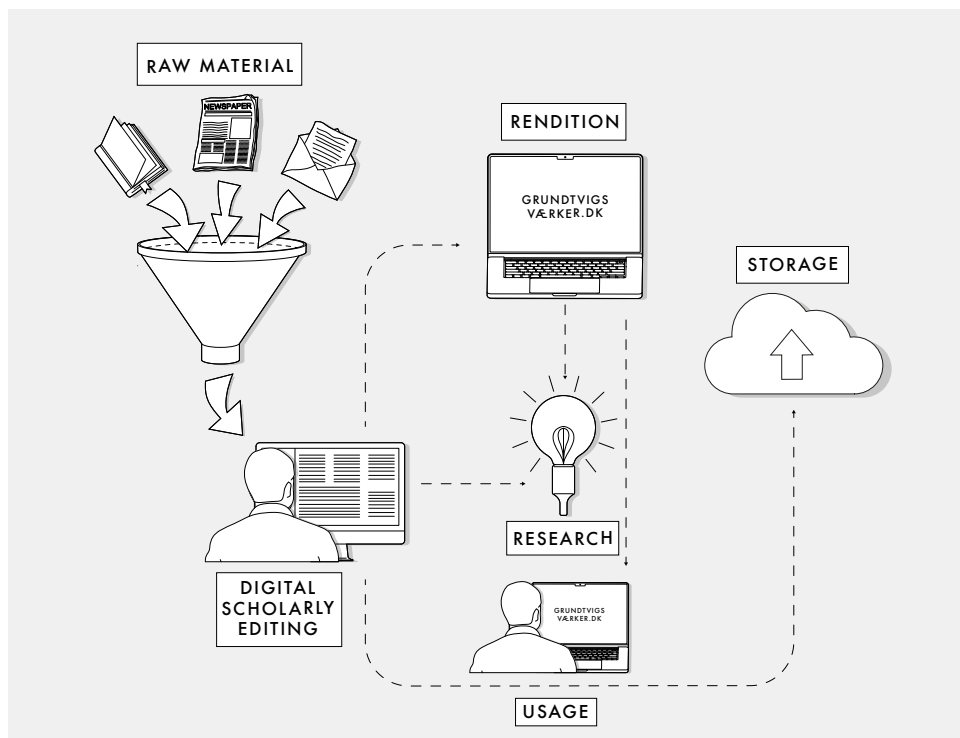 RAW MATERIAL
NEWSPAPER
RENDITION
GRUNDTVIGS
VÆRKER.DK
STORAGE
RESEARCH
DIGITAL
SCHOLARLY
EDITING
GRUNDTVIGS
VÆRKER.DK
USAGE